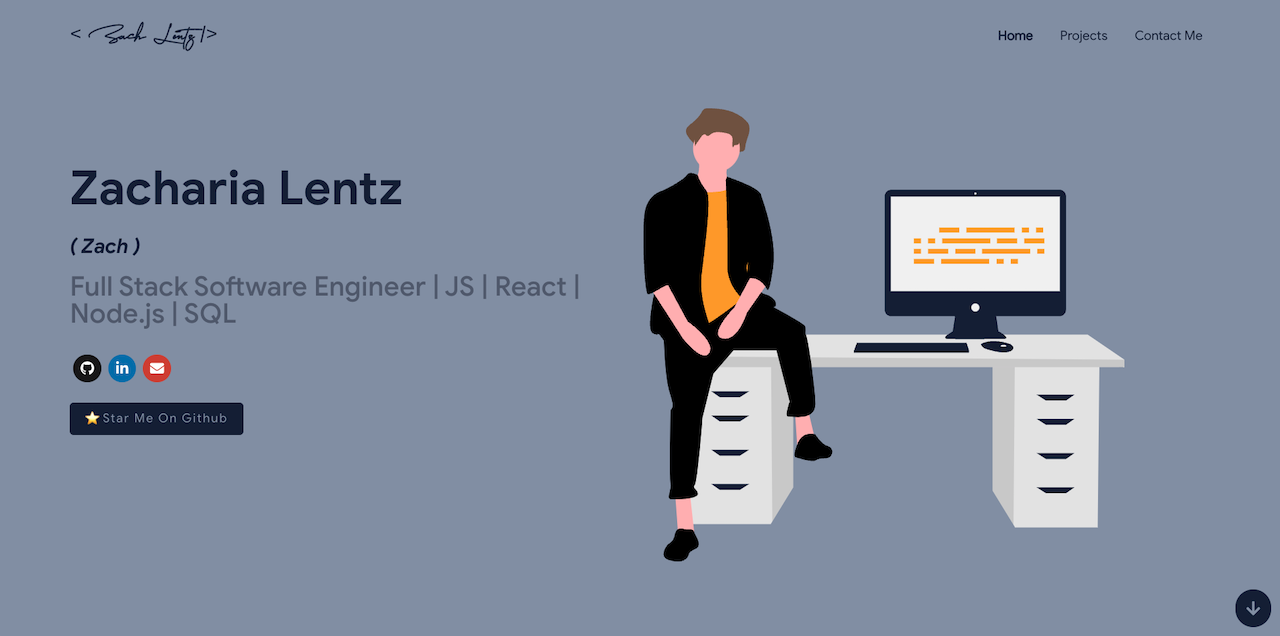 < Zach Lentz />
Home
Projects
Contact Me
Zacharia Lentz
( Zach )
Full Stack Software Engineer | JS | React |
Node.js | SQL
in
⭐Star Me On Github